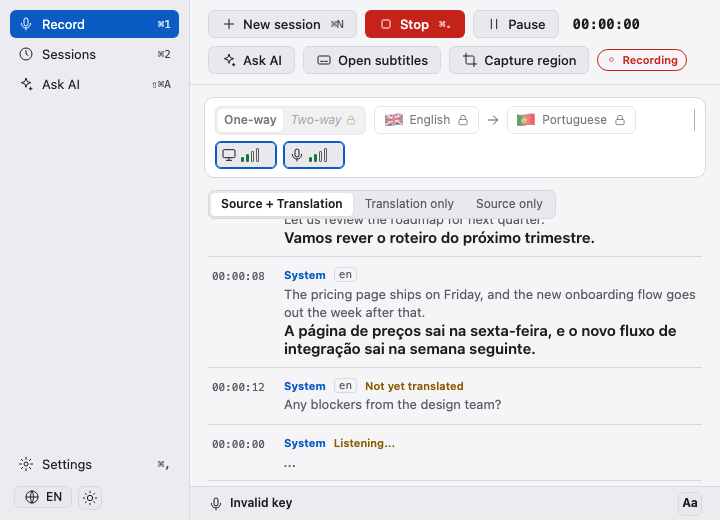 Record ⌘1
Sessions ⌘2
Ask AI ⇧⌘A
Settings ⌘,
EN
New session ⌘N
Stop ⌘.
Pause
00:00:00
Ask AI
Open subtitles
Capture region
Recording
One-way
Two-way
English
Portuguese
Source + Translation
Translation only
Source only
Let us review the roadmap for next quarter.
Vamos rever o roteiro do próximo trimestre.
00:00:08 System en
The pricing page ships on Friday, and the new onboarding flow goes
out the week after that.
A página de preços sai na sexta-feira, e o novo fluxo de
integração sai na semana seguinte.
00:00:12 System en Not yet translated
Any blockers from the design team?
00:00:00 System Listening...
...
Invalid key
Aa